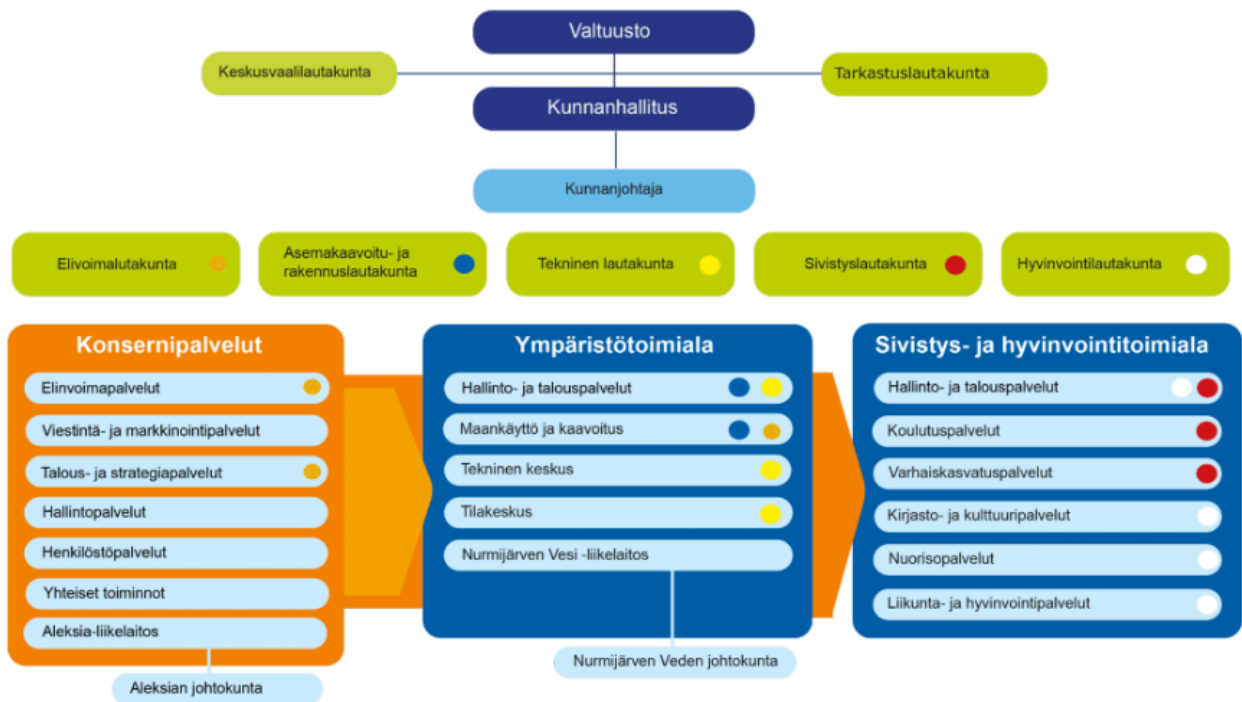 Valtuusto
Keskusvaalilautakunta
Tarkastuslautakunta
Kunnanhallitus
Kunnanjohtaja
Elivoimalutakunta
Asemakaavoitu- ja
rakennuslautakunta
Tekninen lautakunta
Sivistyslautakunta
Hyvinvointilautakunta
Konsernipalvelut
Elinvoimapalvelut
Viestintä- ja markkinointipalvelut
Talous- ja strategiapalvelut
Hallintopalvelut
Henkilöstöpalvelut
Yhteiset toiminnot
Aleksia-liikelaitos
Aleksian johtokunta
Ympäristötoimiala
Hallinto- ja talouspalvelut
Maankäyttö ja kaavoitus
Tekninen keskus
Tilakeskus
Nurmijärven Vesi -liikelaitos
Nurmijärven Veden johtokunta
Sivistys- ja hyvinvointitoimiala
Hallinto- ja talouspalvelut
Koulutuspalvelut
Varhaiskasvatuspalvelut
Kirjasto- ja kulttuuripalvelut
Nuorisopalvelut
Liikunta- ja hyvinvointipalvelut